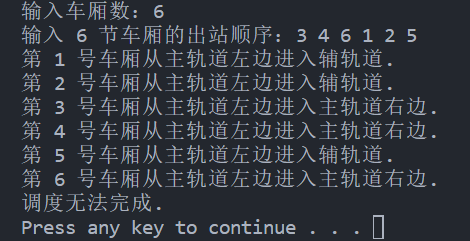 输入车厢数：6
输入 6 节车厢的出站顺序：3 4 6 1 2 5
第 1 号车厢从主轨道左边进入辅轨道.
第 2 号车厢从主轨道左边进入辅轨道.
第 3 号车厢从主轨道左边进入主轨道右边.
第 4 号车厢从主轨道左边进入主轨道右边.
第 5 号车厢从主轨道左边进入辅轨道.
第 6 号车厢从主轨道左边进入主轨道右边.
调度无法完成.
Press any key to continue . . .